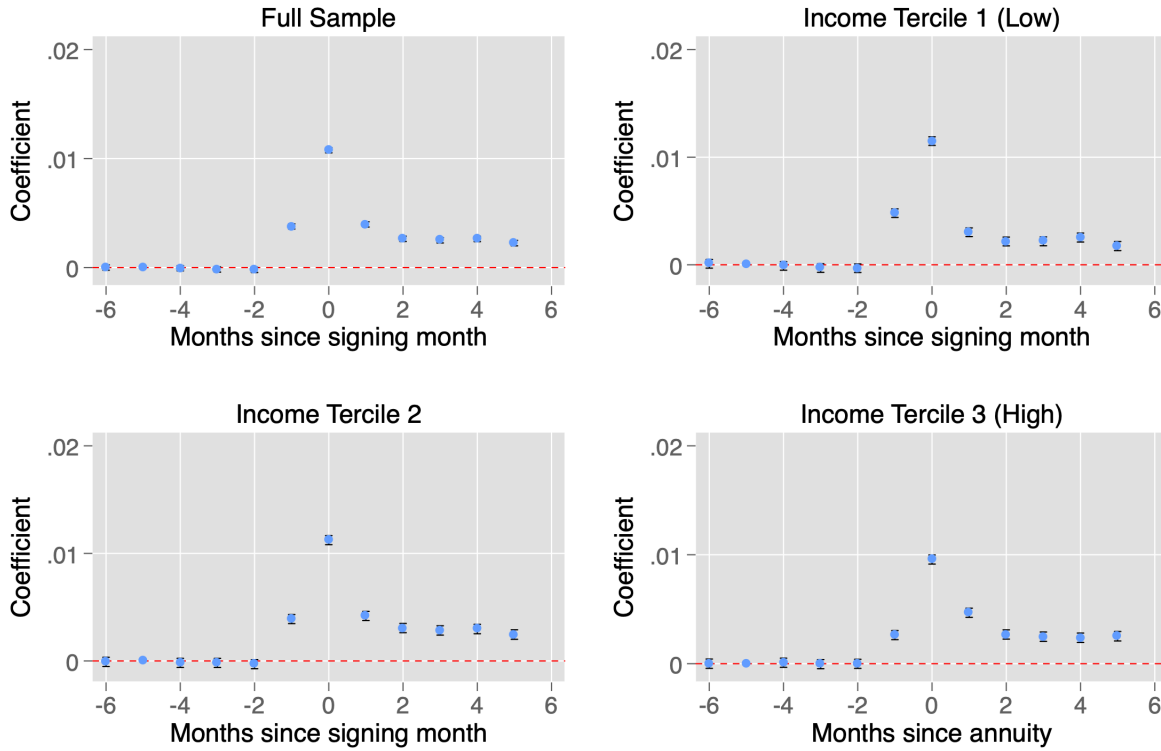 Full Sample
Coefficient
.02
.01
0
-6 -4 -2 0 2 4 6
Months since signing month
Income Tercile 1 (Low)
Coefficient
.02
.01
0
-6 -4 -2 0 2 4 6
Months since signing month
Income Tercile 2
Coefficient
.02
.01
0
-6 -4 -2 0 2 4 6
Months since signing month
Income Tercile 3 (High)
Coefficient
.02
.01
0
-6 -4 -2 0 2 4 6
Months since annuity